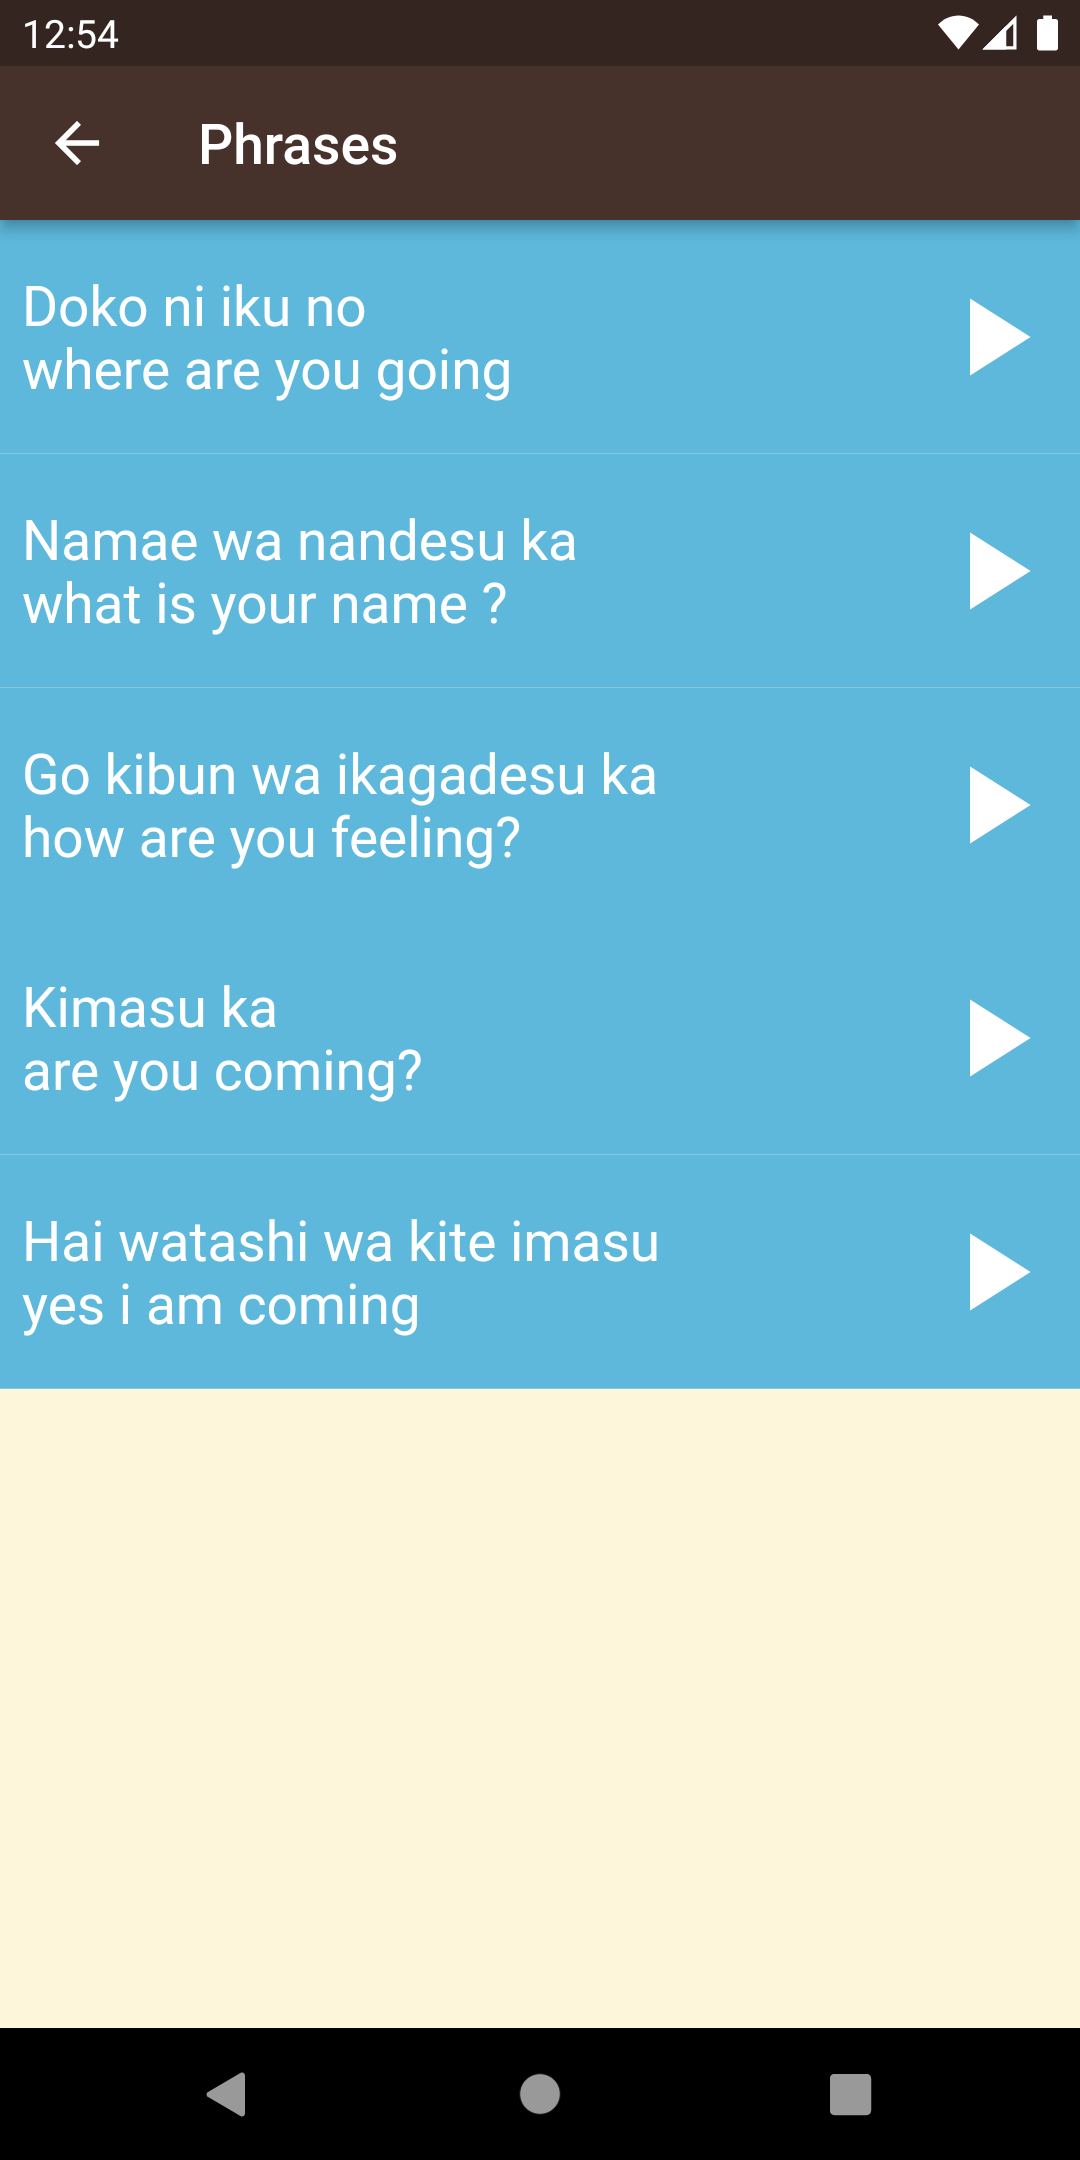 12:54
Phrases
Doko ni iku no
where are you going
Namae wa nandesu ka
what is your name ?
Go kibun wa ikagadesu ka
how are you feeling?
Kimasu ka
are you coming?
Hai watashi wa kite imasu
yes i am coming